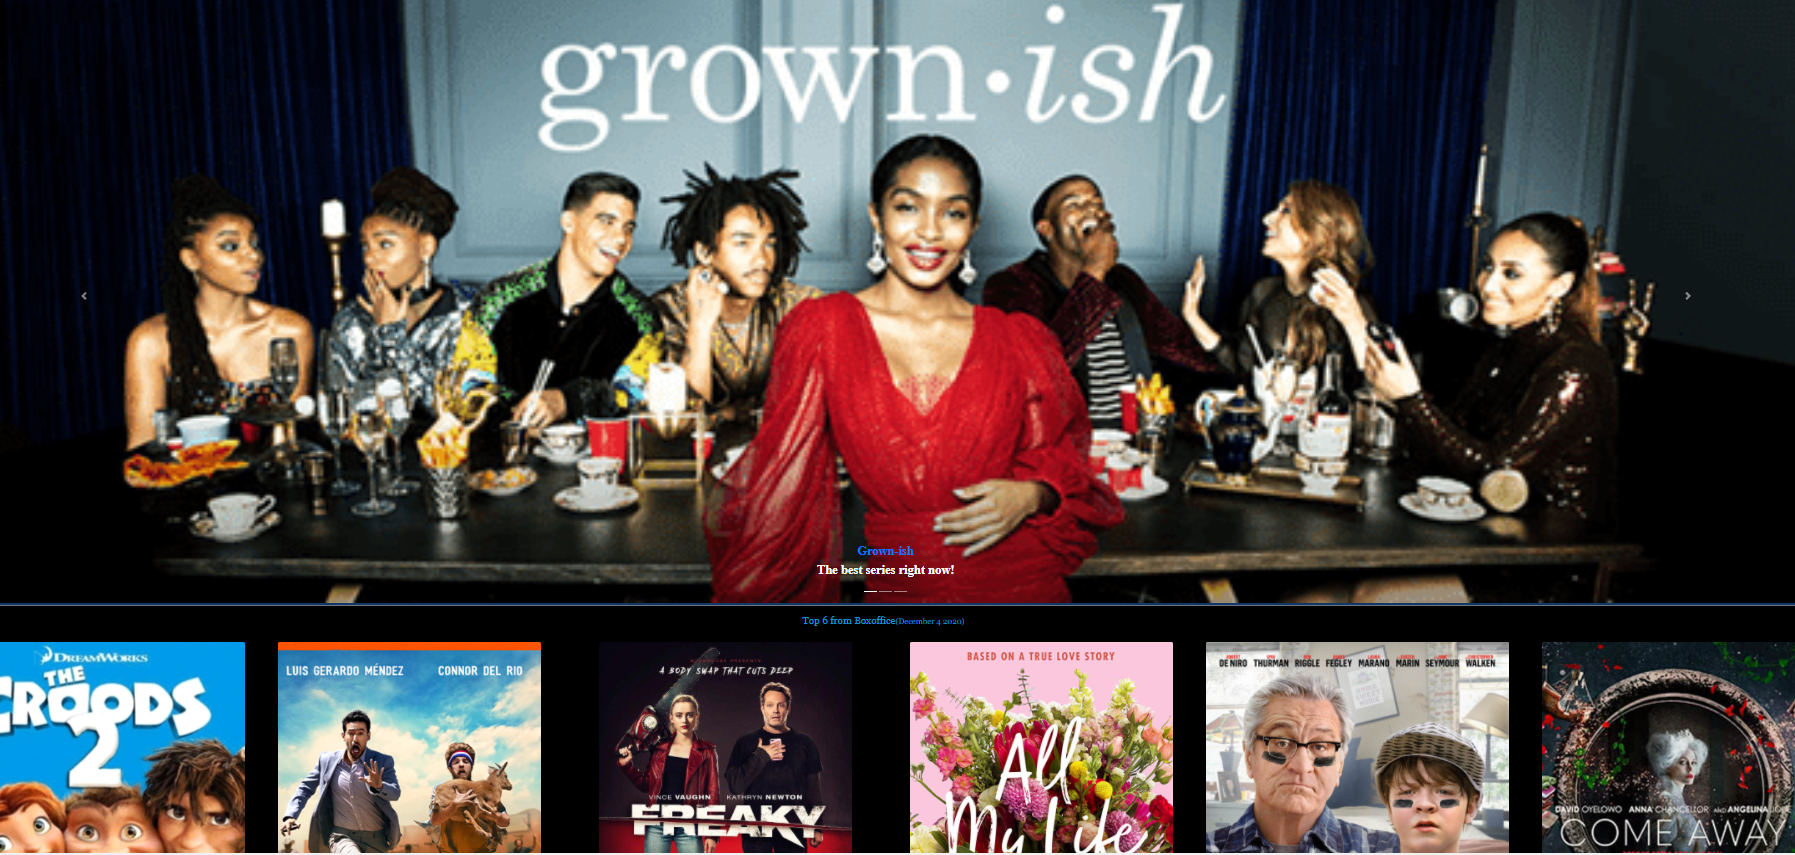 grown·ish
Grown-ish
The best series right now!
Top 6 from Boxoffice(December 4 2020)
DREAMWORKS
THE
CROODS
2
LUIS GERARDO MÉNDEZ CONNOR DEL RIO
A BODY SWAP THAT CUTS DEEP
VINCE VAUGHN KATHRYN NEWTON
FREAKY
BASED ON A TRUE LOVE STORY
All
My Life
DE NIRO THURMAN RIGGLE FEGLEY MARANO MARIN SEYMOUR WALKEN
DAVID OYELOWO ANNA CHANCELLOR AND ANGELINA JOLIE
COME AWAY